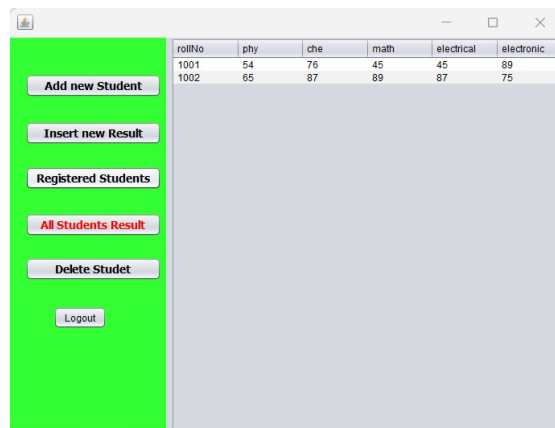 rollNo phy che math electrical electronic
1001 54 76 45 45 89
1002 65 87 89 87 75
Add new Student
Insert new Result
Registered Students
All Students Result
Delete Studet
Logout